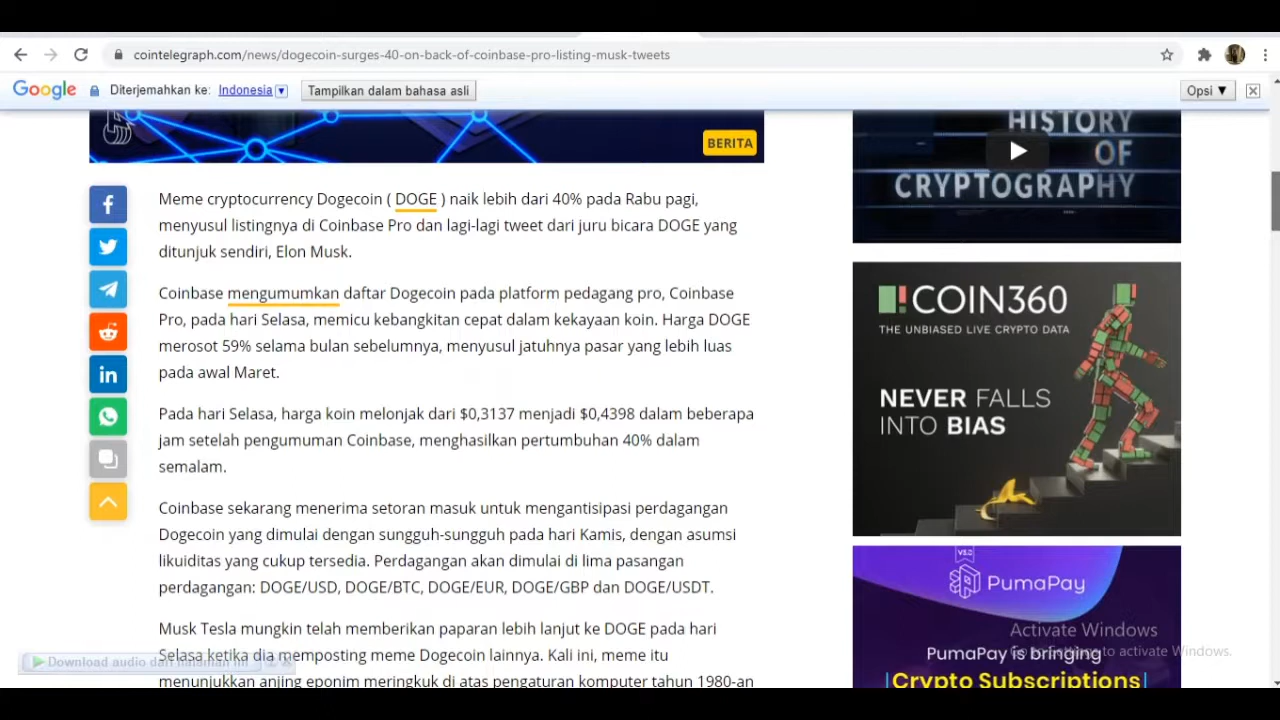 cointelegraph.com/news/dogecoin-surges-40-on-back-of-coinbase-pro-listing-musk-tweets
Google
Diterjemahkan ke: Indonesia
Tampilkan dalam bahasa asli
Opsi ▼
BERITA
Meme cryptocurrency Dogecoin ( DOGE ) naik lebih dari 40% pada Rabu pagi,
menyusul listingnya di Coinbase Pro dan lagi-lagi tweet dari juru bicara DOGE yang
ditunjuk sendiri, Elon Musk.
Coinbase mengumumkan daftar Dogecoin pada platform pedagang pro, Coinbase
Pro, pada hari Selasa, memicu kebangkitan cepat dalam kekayaan koin. Harga DOGE
merosot 59% selama bulan sebelumnya, menyusul jatuhnya pasar yang lebih luas
pada awal Maret.
Pada hari Selasa, harga koin melonjak dari $0,3137 menjadi $0,4398 dalam beberapa
jam setelah pengumuman Coinbase, menghasilkan pertumbuhan 40% dalam
semalam.
Coinbase sekarang menerima setoran masuk untuk mengantisipasi perdagangan
Dogecoin yang dimulai dengan sungguh-sungguh pada hari Kamis, dengan asumsi
likuiditas yang cukup tersedia. Perdagangan akan dimulai di lima pasangan
perdagangan: DOGE/USD, DOGE/BTC, DOGE/EUR, DOGE/GBP dan DOGE/USDT.
Musk Tesla mungkin telah memberikan paparan lebih lanjut ke DOGE pada hari
Selasa ketika dia memposting meme Dogecoin lainnya. Kali ini, meme itu
menunjukkan anjing eponim meringkuk di atas pengaturan komputer tahun 1980-an
Download audio dari halaman ini
HISTORY
OF
CRYPTOGRAPHY
COIN360
THE UNBIASED LIVE CRYPTO DATA
NEVER FALLS
INTO BIAS
V2.0
PumaPay
PumaPay is bringing
Crypto Subscriptions
Activate Windows
Go to Settings to activate Windows.